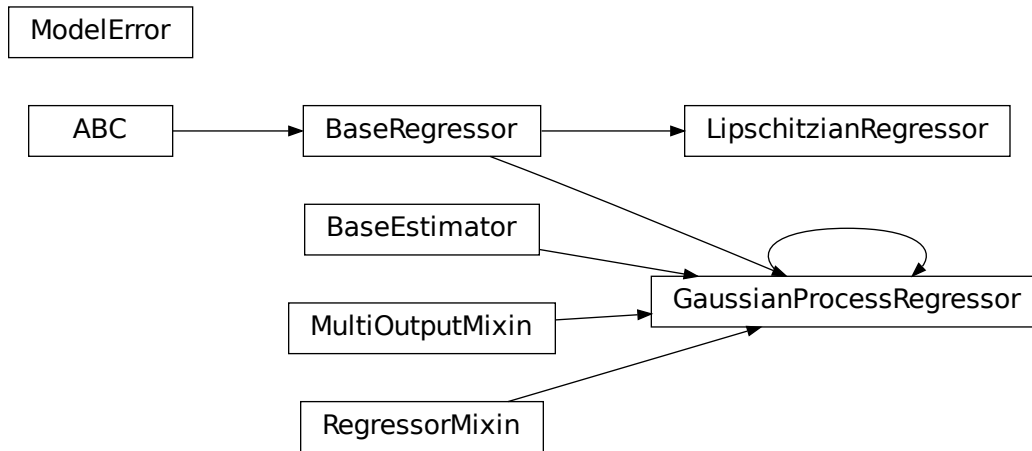 ModelError
ABC
BaseRegressor
LipschitzianRegressor
BaseEstimator
GaussianProcessRegressor
MultiOutputMixin
RegressorMixin